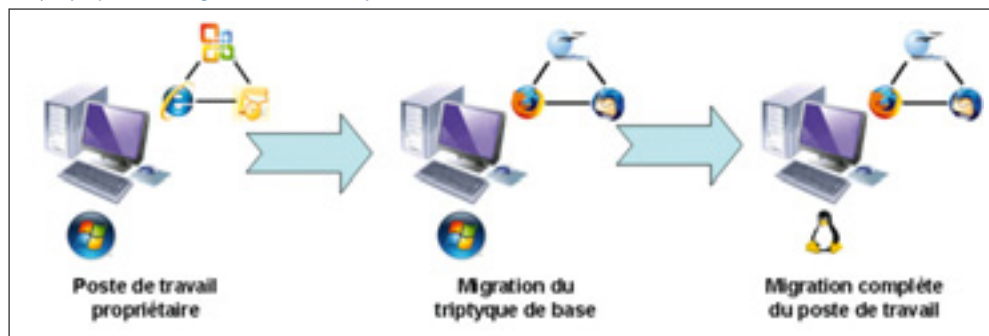 Poste de travail
propriétaire
Migration du
triptyque de base
Migration complète
du poste de travail